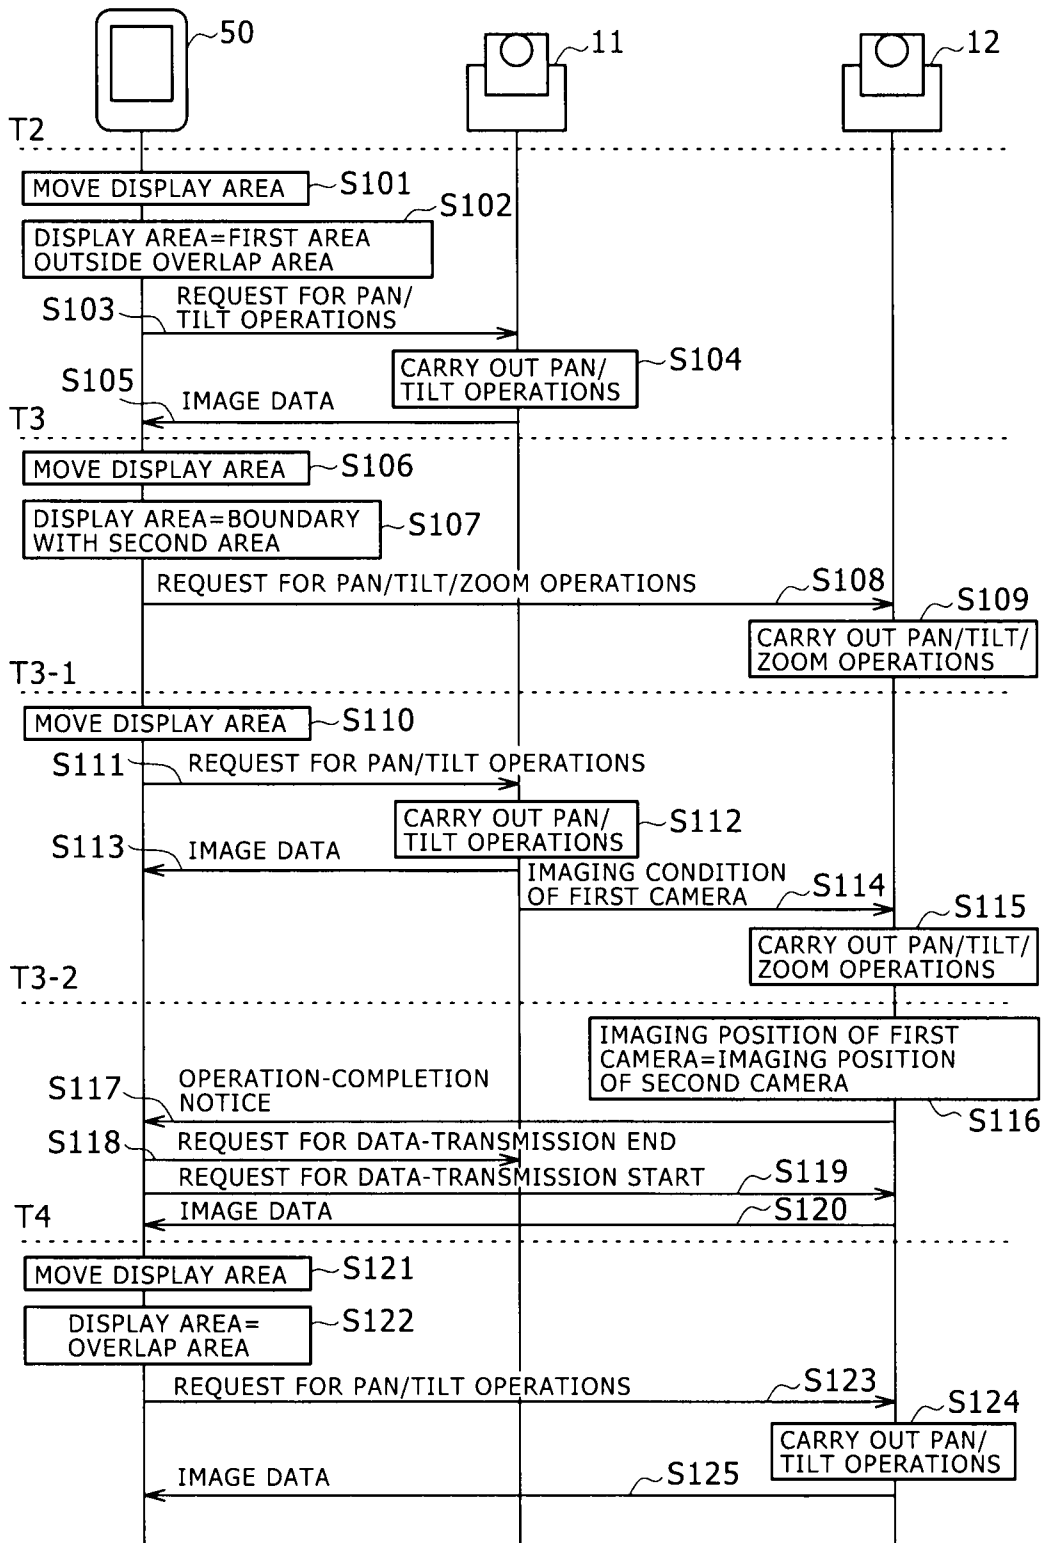 50
11
12
T2
MOVE DISPLAY AREA
S101
S102
DISPLAY AREA=FIRST AREA
OUTSIDE OVERLAP AREA
S103
REQUEST FOR PAN/
TILT OPERATIONS
CARRY OUT PAN/
TILT OPERATIONS
S104
S105
IMAGE DATA
T3
MOVE DISPLAY AREA
S106
DISPLAY AREA=BOUNDARY
WITH SECOND AREA
S107
REQUEST FOR PAN/TILT/ZOOM OPERATIONS
S108
S109
CARRY OUT PAN/TILT/
ZOOM OPERATIONS
T3-1
MOVE DISPLAY AREA
S110
S111
REQUEST FOR PAN/TILT OPERATIONS
CARRY OUT PAN/
TILT OPERATIONS
S112
S113
IMAGE DATA
IMAGING CONDITION
OF FIRST CAMERA
S114
S115
CARRY OUT PAN/TILT/
ZOOM OPERATIONS
T3-2
IMAGING POSITION OF FIRST
CAMERA=IMAGING POSITION
OF SECOND CAMERA
S116
S117
OPERATION-COMPLETION
NOTICE
S118
REQUEST FOR DATA-TRANSMISSION END
REQUEST FOR DATA-TRANSMISSION START
S119
IMAGE DATA
S120
T4
MOVE DISPLAY AREA
S121
DISPLAY AREA=
OVERLAP AREA
S122
REQUEST FOR PAN/TILT OPERATIONS
S123
S124
CARRY OUT PAN/
TILT OPERATIONS
IMAGE DATA
S125